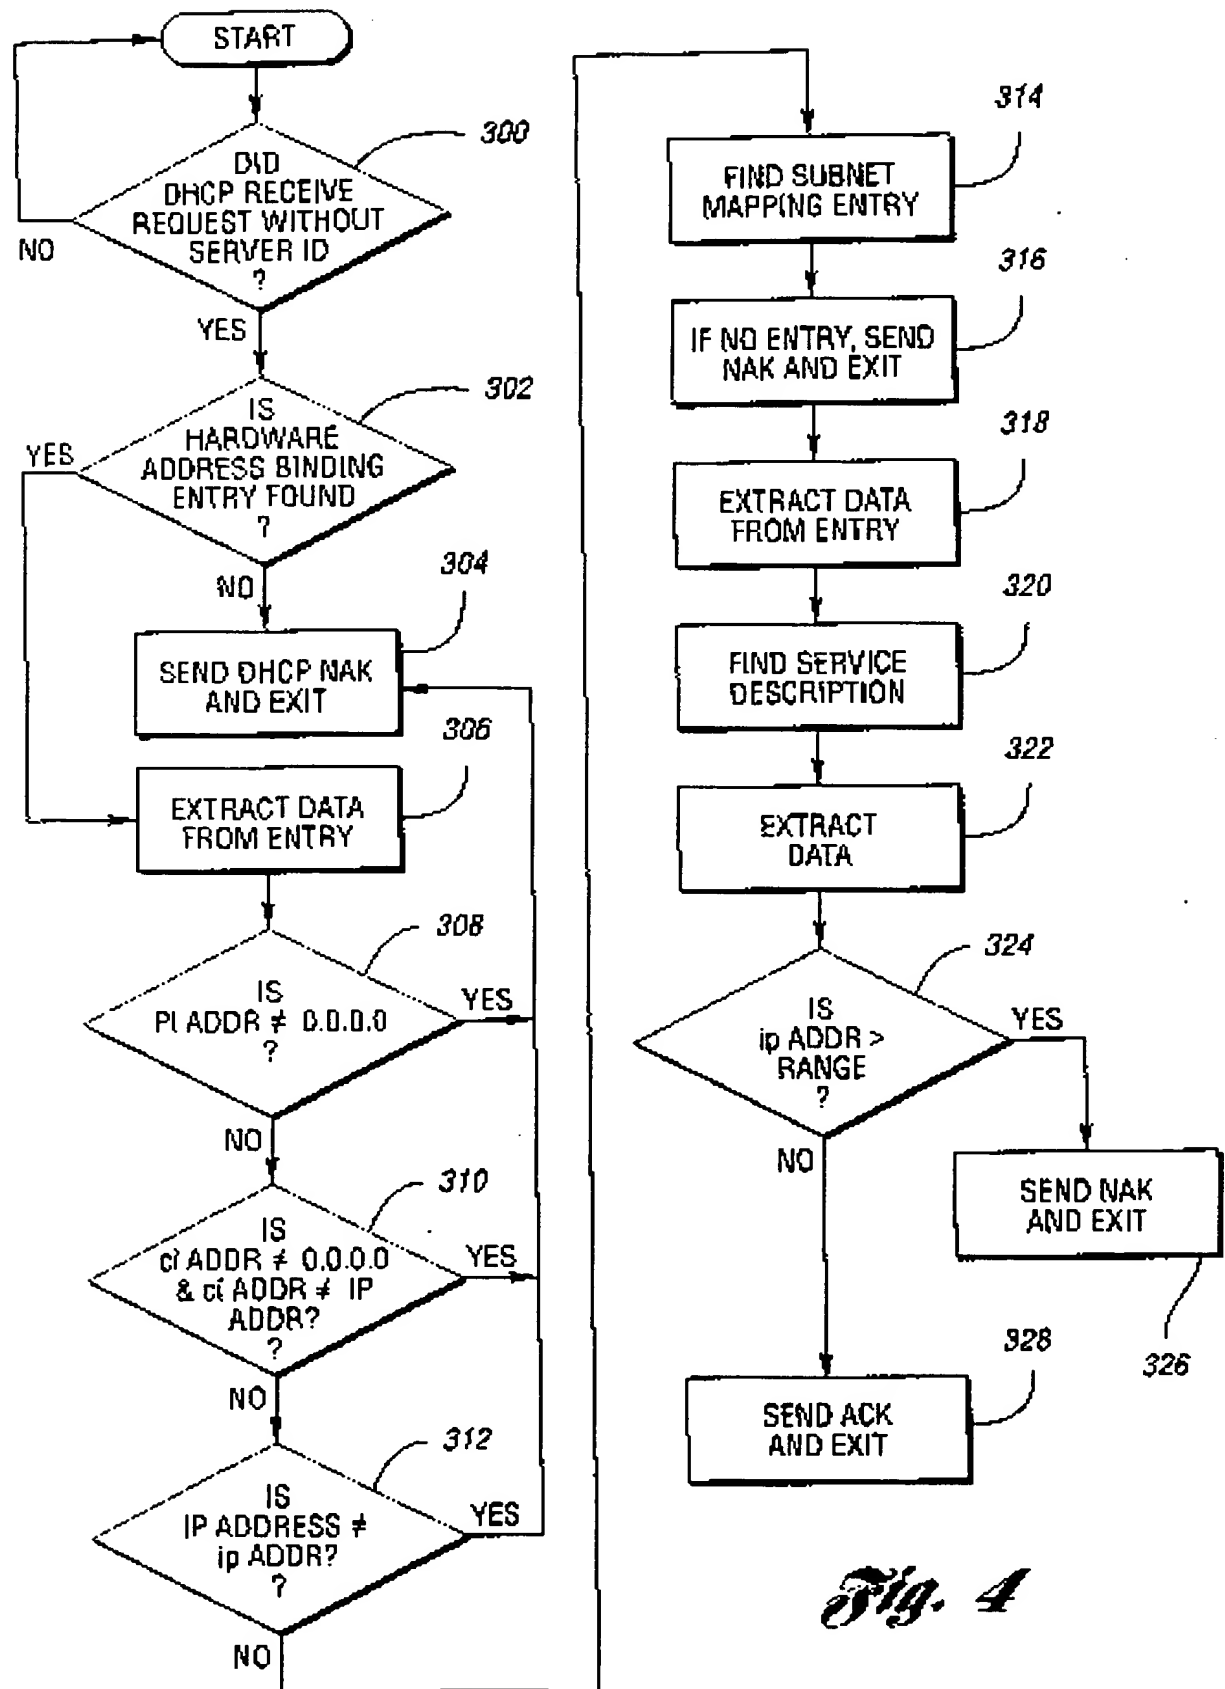 START
300
DID
DHCP RECEIVE
REQUEST WITHOUT
SERVER ID
?
NO
YES
302
IS
HARDWARE
ADDRESS BINDING
ENTRY FOUND
?
YES
NO
304
SEND DHCP NAK
AND EXIT
306
EXTRACT DATA
FROM ENTRY
308
IS
PI ADDR ≠ 0.0.0.0
?
YES
NO
310
IS
ci ADDR ≠ 0.0.0.0
& ci ADDR ≠ IP
ADDR?
?
YES
NO
312
IS
IP ADDRESS ≠
ip ADDR?
?
YES
NO
314
FIND SUBNET
MAPPING ENTRY
316
IF NO ENTRY, SEND
NAK AND EXIT
318
EXTRACT DATA
FROM ENTRY
320
FIND SERVICE
DESCRIPTION
322
EXTRACT
DATA
324
IS
ip ADDR >
RANGE
?
YES
NO
SEND NAK
AND EXIT
326
328
SEND ACK
AND EXIT
Fig. 4